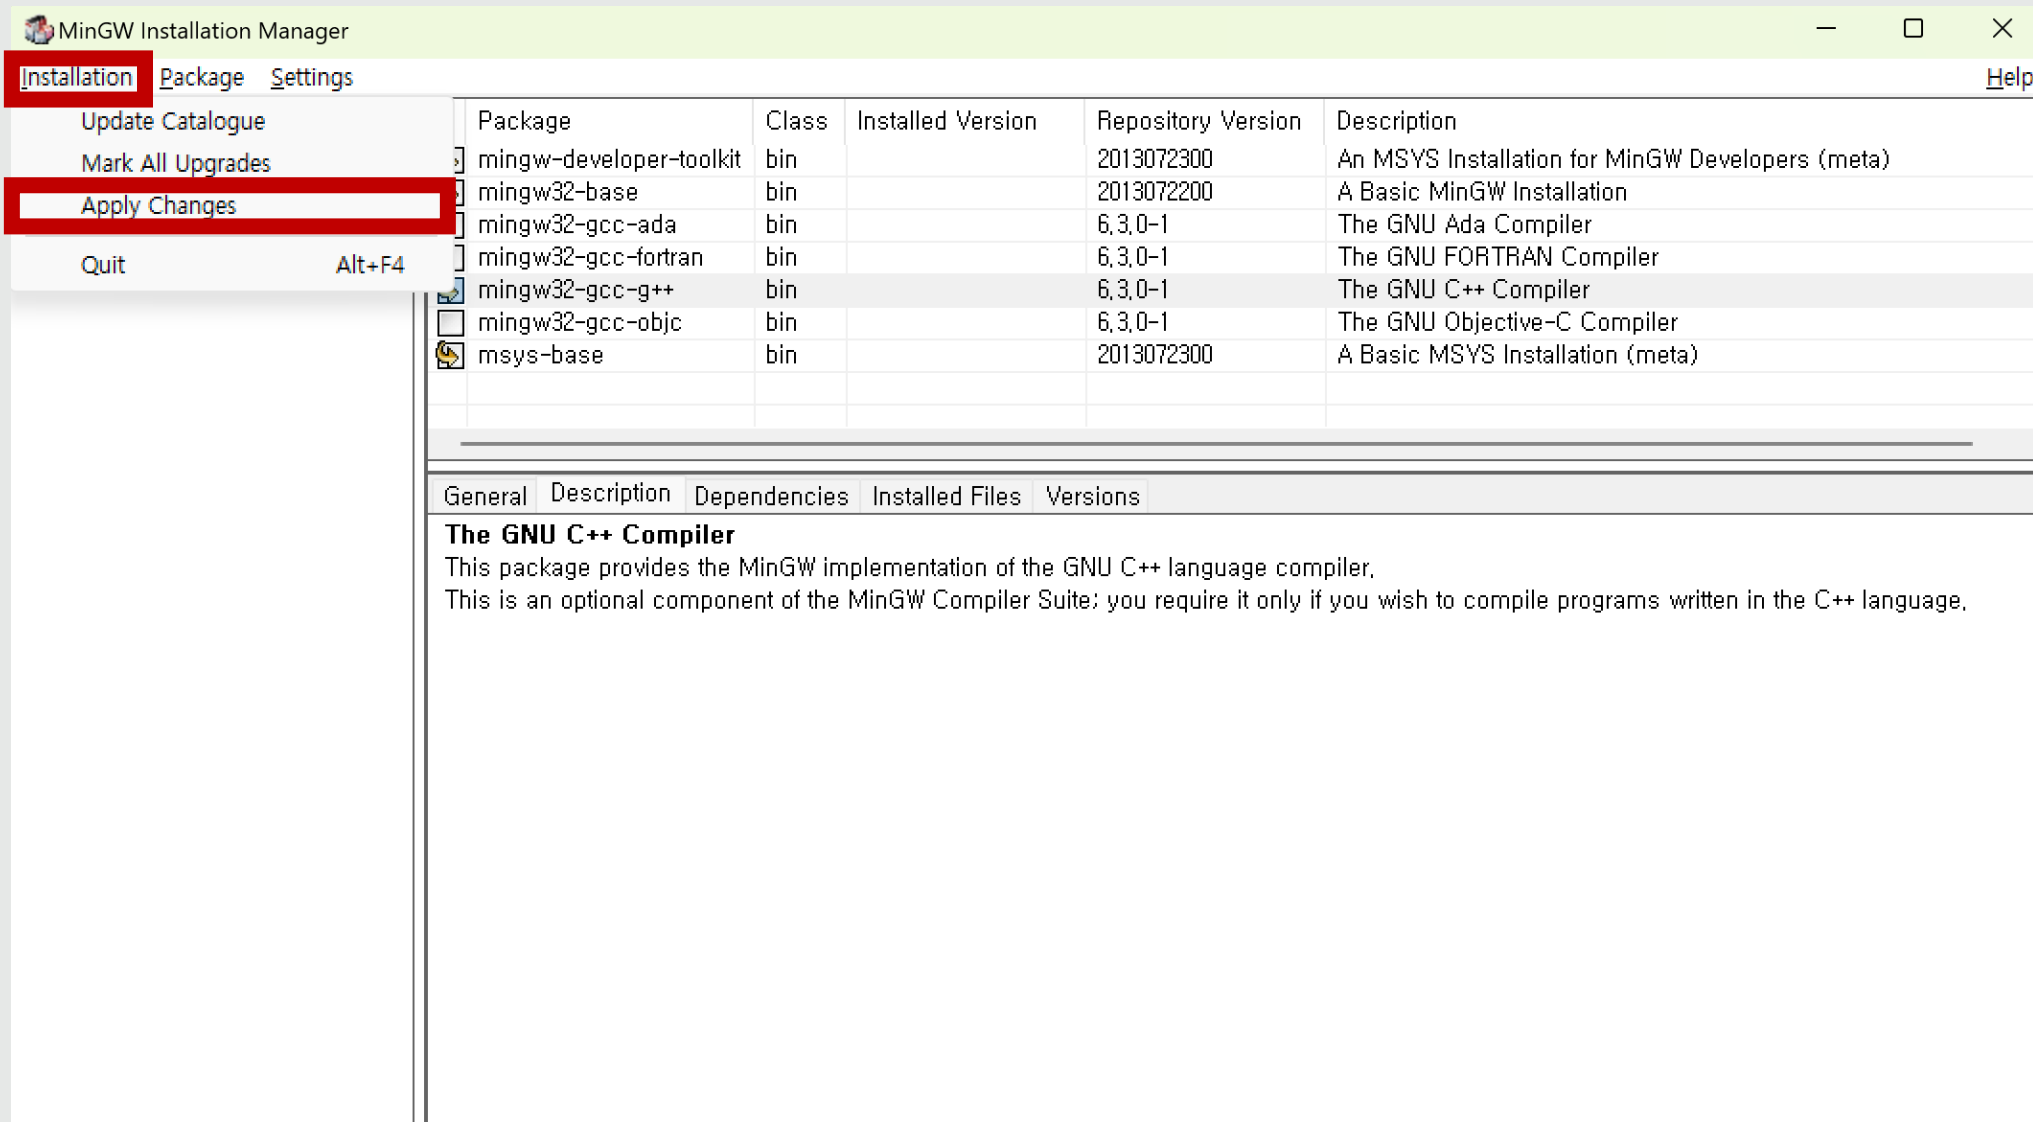 MinGW Installation Manager
Installation Package Settings Help
Update Catalogue
Mark All Upgrades
Apply Changes
Quit Alt+F4
Package Class Installed Version Repository Version Description
mingw-developer-toolkit bin 2013072300 An MSYS Installation for MinGW Developers (meta)
mingw32-base bin 2013072200 A Basic MinGW Installation
mingw32-gcc-ada bin 6.3.0-1 The GNU Ada Compiler
mingw32-gcc-fortran bin 6.3.0-1 The GNU FORTRAN Compiler
mingw32-gcc-g++ bin 6.3.0-1 The GNU C++ Compiler
mingw32-gcc-objc bin 6.3.0-1 The GNU Objective-C Compiler
msys-base bin 2013072300 A Basic MSYS Installation (meta)
General Description Dependencies Installed Files Versions
The GNU C++ Compiler
This package provides the MinGW implementation of the GNU C++ language compiler.
This is an optional component of the MinGW Compiler Suite; you require it only if you wish to compile programs written in the C++ language.